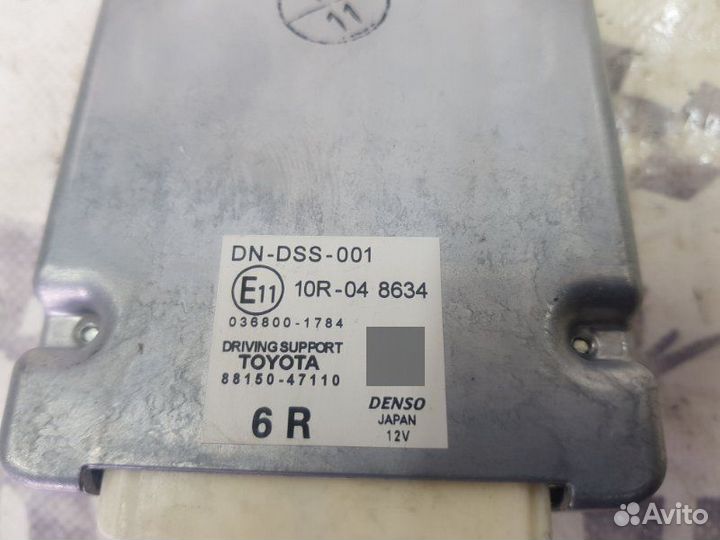 11
DN-DSS-001
E11 10R-04 8634
036800-1784
DRIVING SUPPORT
TOYOTA
88150-47110
6R
DENSO
JAPAN
12V
Avito